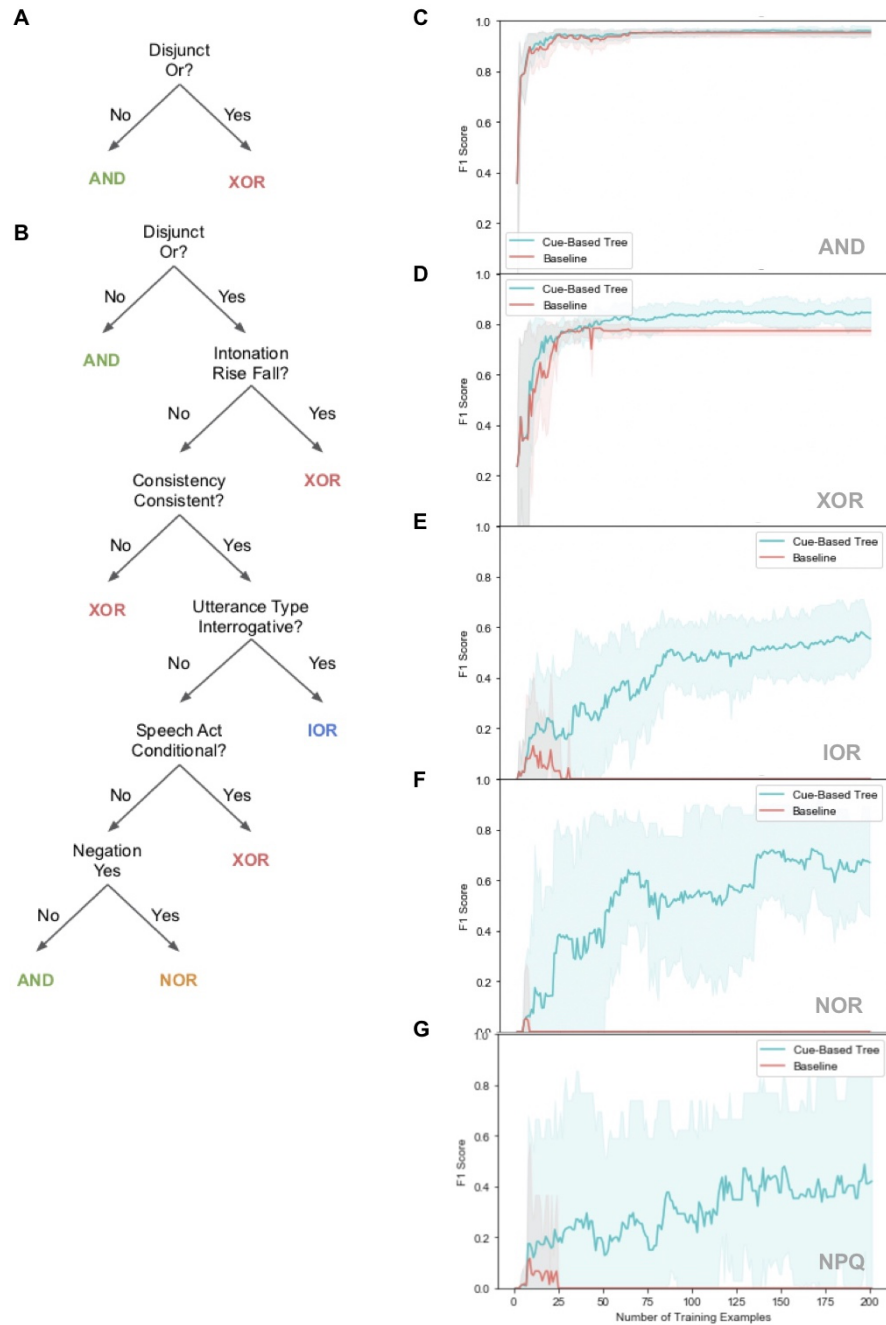 A
Disjunct
Or?
No
Yes
AND
XOR
B
Disjunct
Or?
No
Yes
AND
Intonation
Rise Fall?
No
Yes
Consistency
Consistent?
XOR
No
Yes
XOR
Utterance Type
Interrogative?
No
Yes
Speech Act
Conditional?
IOR
No
Yes
Negation
Yes
XOR
No
Yes
AND
NOR
C
1.0
0.8
0.6
0.4
0.2
F1 Score
Cue-Based Tree
Baseline
AND
D
1.0
0.8
0.6
0.4
0.2
F1 Score
Cue-Based Tree
Baseline
XOR
E
1.0
0.8
0.6
0.4
0.2
F1 Score
Cue-Based Tree
Baseline
IOR
F
1.0
0.8
0.6
0.4
0.2
F1 Score
Cue-Based Tree
Baseline
NOR
G
1.0
0.8
0.6
0.4
0.2
0.0
F1 Score
Cue-Based Tree
Baseline
NPQ
0 25 50 75 100 125 150 175 200
Number of Training Examples